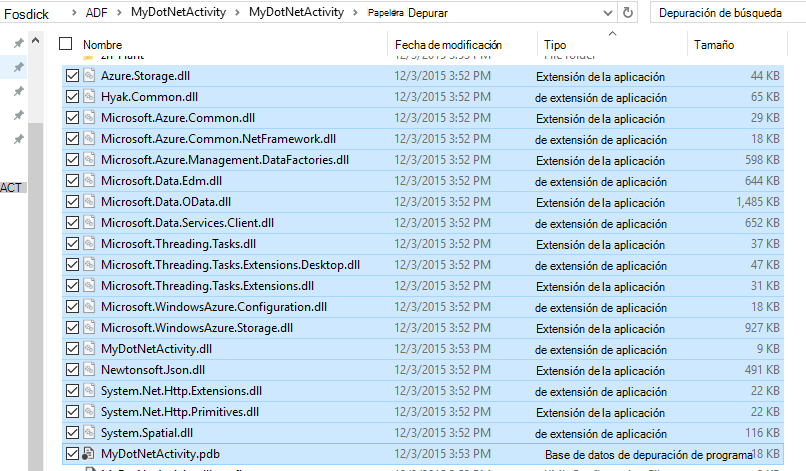 Fosdick > ADF > MyDotNetActivity > MyDotNetActivity > Papelera Depurar Depuración de búsqueda
Nombre Fecha de modificación Tipo Tamaño
Azure.Storage.dll 12/3/2015 3:52 PM Extensión de la aplicación 44 KB
Hyak.Common.dll 12/3/2015 3:52 PM de extensión de aplicación 65 KB
Microsoft.Azure.Common.dll 12/3/2015 3:52 PM Extensión de la aplicación 29 KB
Microsoft.Azure.Common.NetFramework.dll 12/3/2015 3:52 PM de extensión de aplicación 18 KB
Microsoft.Azure.Management.DataFactories.dll 12/3/2015 3:52 PM Extensión de la aplicación 598 KB
Microsoft.Data.Edm.dll 12/3/2015 3:52 PM de extensión de aplicación 644 KB
Microsoft.Data.OData.dll 12/3/2015 3:52 PM Extensión de la aplicación 1,485 KB
Microsoft.Data.Services.Client.dll 12/3/2015 3:52 PM de extensión de aplicación 652 KB
Microsoft.Threading.Tasks.dll 12/3/2015 3:52 PM Extensión de la aplicación 37 KB
Microsoft.Threading.Tasks.Extensions.Desktop.dll 12/3/2015 3:52 PM de extensión de aplicación 47 KB
ACT Microsoft.Threading.Tasks.Extensions.dll 12/3/2015 3:52 PM Extensión de la aplicación 31 KB
Microsoft.WindowsAzure.Configuration.dll 12/3/2015 3:52 PM de extensión de aplicación 18 KB
Microsoft.WindowsAzure.Storage.dll 12/3/2015 3:52 PM Extensión de la aplicación 927 KB
MyDotNetActivity.dll 12/3/2015 3:53 PM de extensión de aplicación 9 KB
Newtonsoft.Json.dll 12/3/2015 3:52 PM Extensión de la aplicación 491 KB
System.Net.Http.Extensions.dll 12/3/2015 3:52 PM de extensión de aplicación 22 KB
System.Net.Http.Primitives.dll 12/3/2015 3:52 PM Extensión de la aplicación 22 KB
System.Spatial.dll 12/3/2015 3:52 PM de extensión de aplicación 116 KB
MyDotNetActivity.pdb 12/3/2015 3:53 PM Base de datos de depuración de programa 18 KB